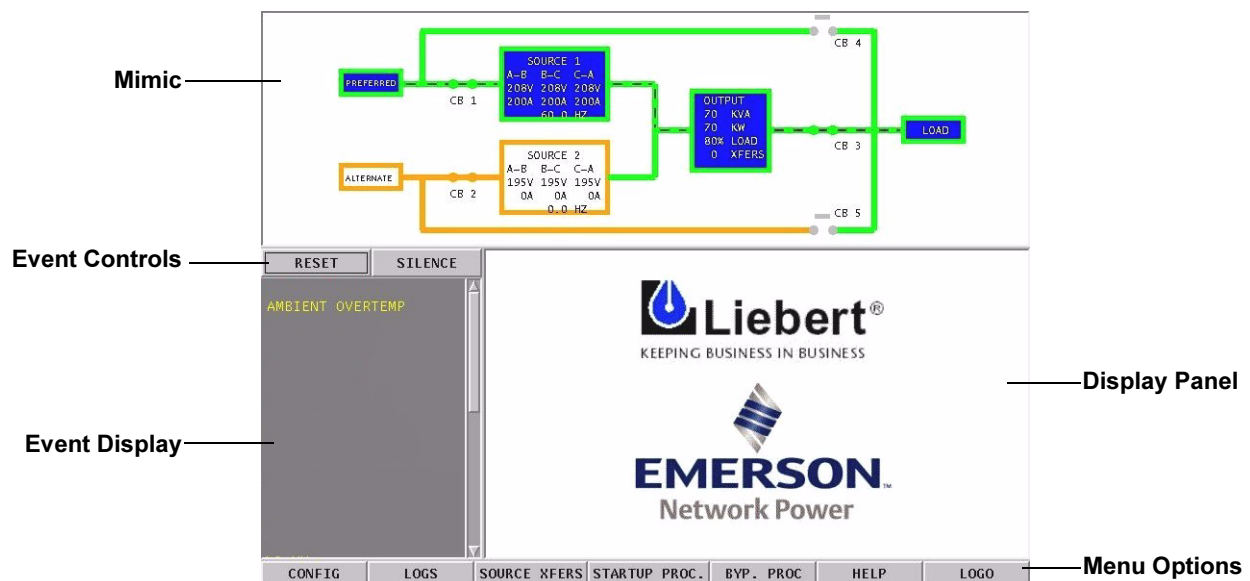 Mimic
PREFERRED
CB 1
SOURCE 1
A-B B-C C-A
208V 208V 208V
200A 200A 200A
60.0 HZ
CB 4
OUTPUT
70 KVA
70 KW
80% LOAD
0 XFERS
CB 3
LOAD
ALTERNATE
CB 2
SOURCE 2
A-B B-C C-A
195V 195V 195V
0A 0A 0A
0.0 HZ
CB 5
Event Controls
RESET SILENCE
AMBIENT OVERTEMP
Liebert®
KEEPING BUSINESS IN BUSINESS
Display Panel
Event Display
EMERSON™
Network Power
CONFIG LOGS SOURCE XFERS STARTUP PROC. BYP. PROC HELP LOGO
Menu Options